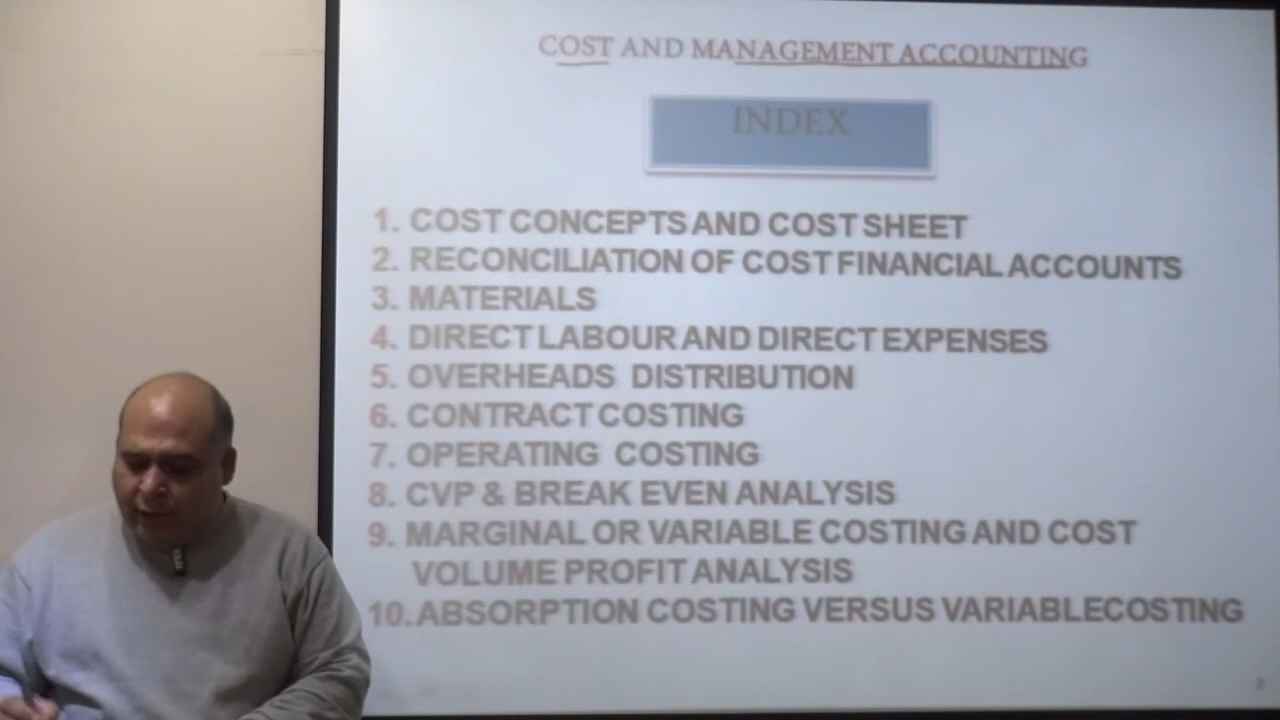 COST AND MANAGEMENT ACCOUNTING
INDEX
1. COST CONCEPTS AND COST SHEET
2. RECONCILIATION OF COST FINANCIAL ACCOUNTS
3. MATERIALS
4. DIRECT LABOUR AND DIRECT EXPENSES
5. OVERHEADS DISTRIBUTION
6. CONTRACT COSTING
7. OPERATING COSTING
8. CVP & BREAK EVEN ANALYSIS
9. MARGINAL OR VARIABLE COSTING AND COST
VOLUME PROFIT ANALYSIS
10. ABSORPTION COSTING VERSUS VARIABLECOSTING